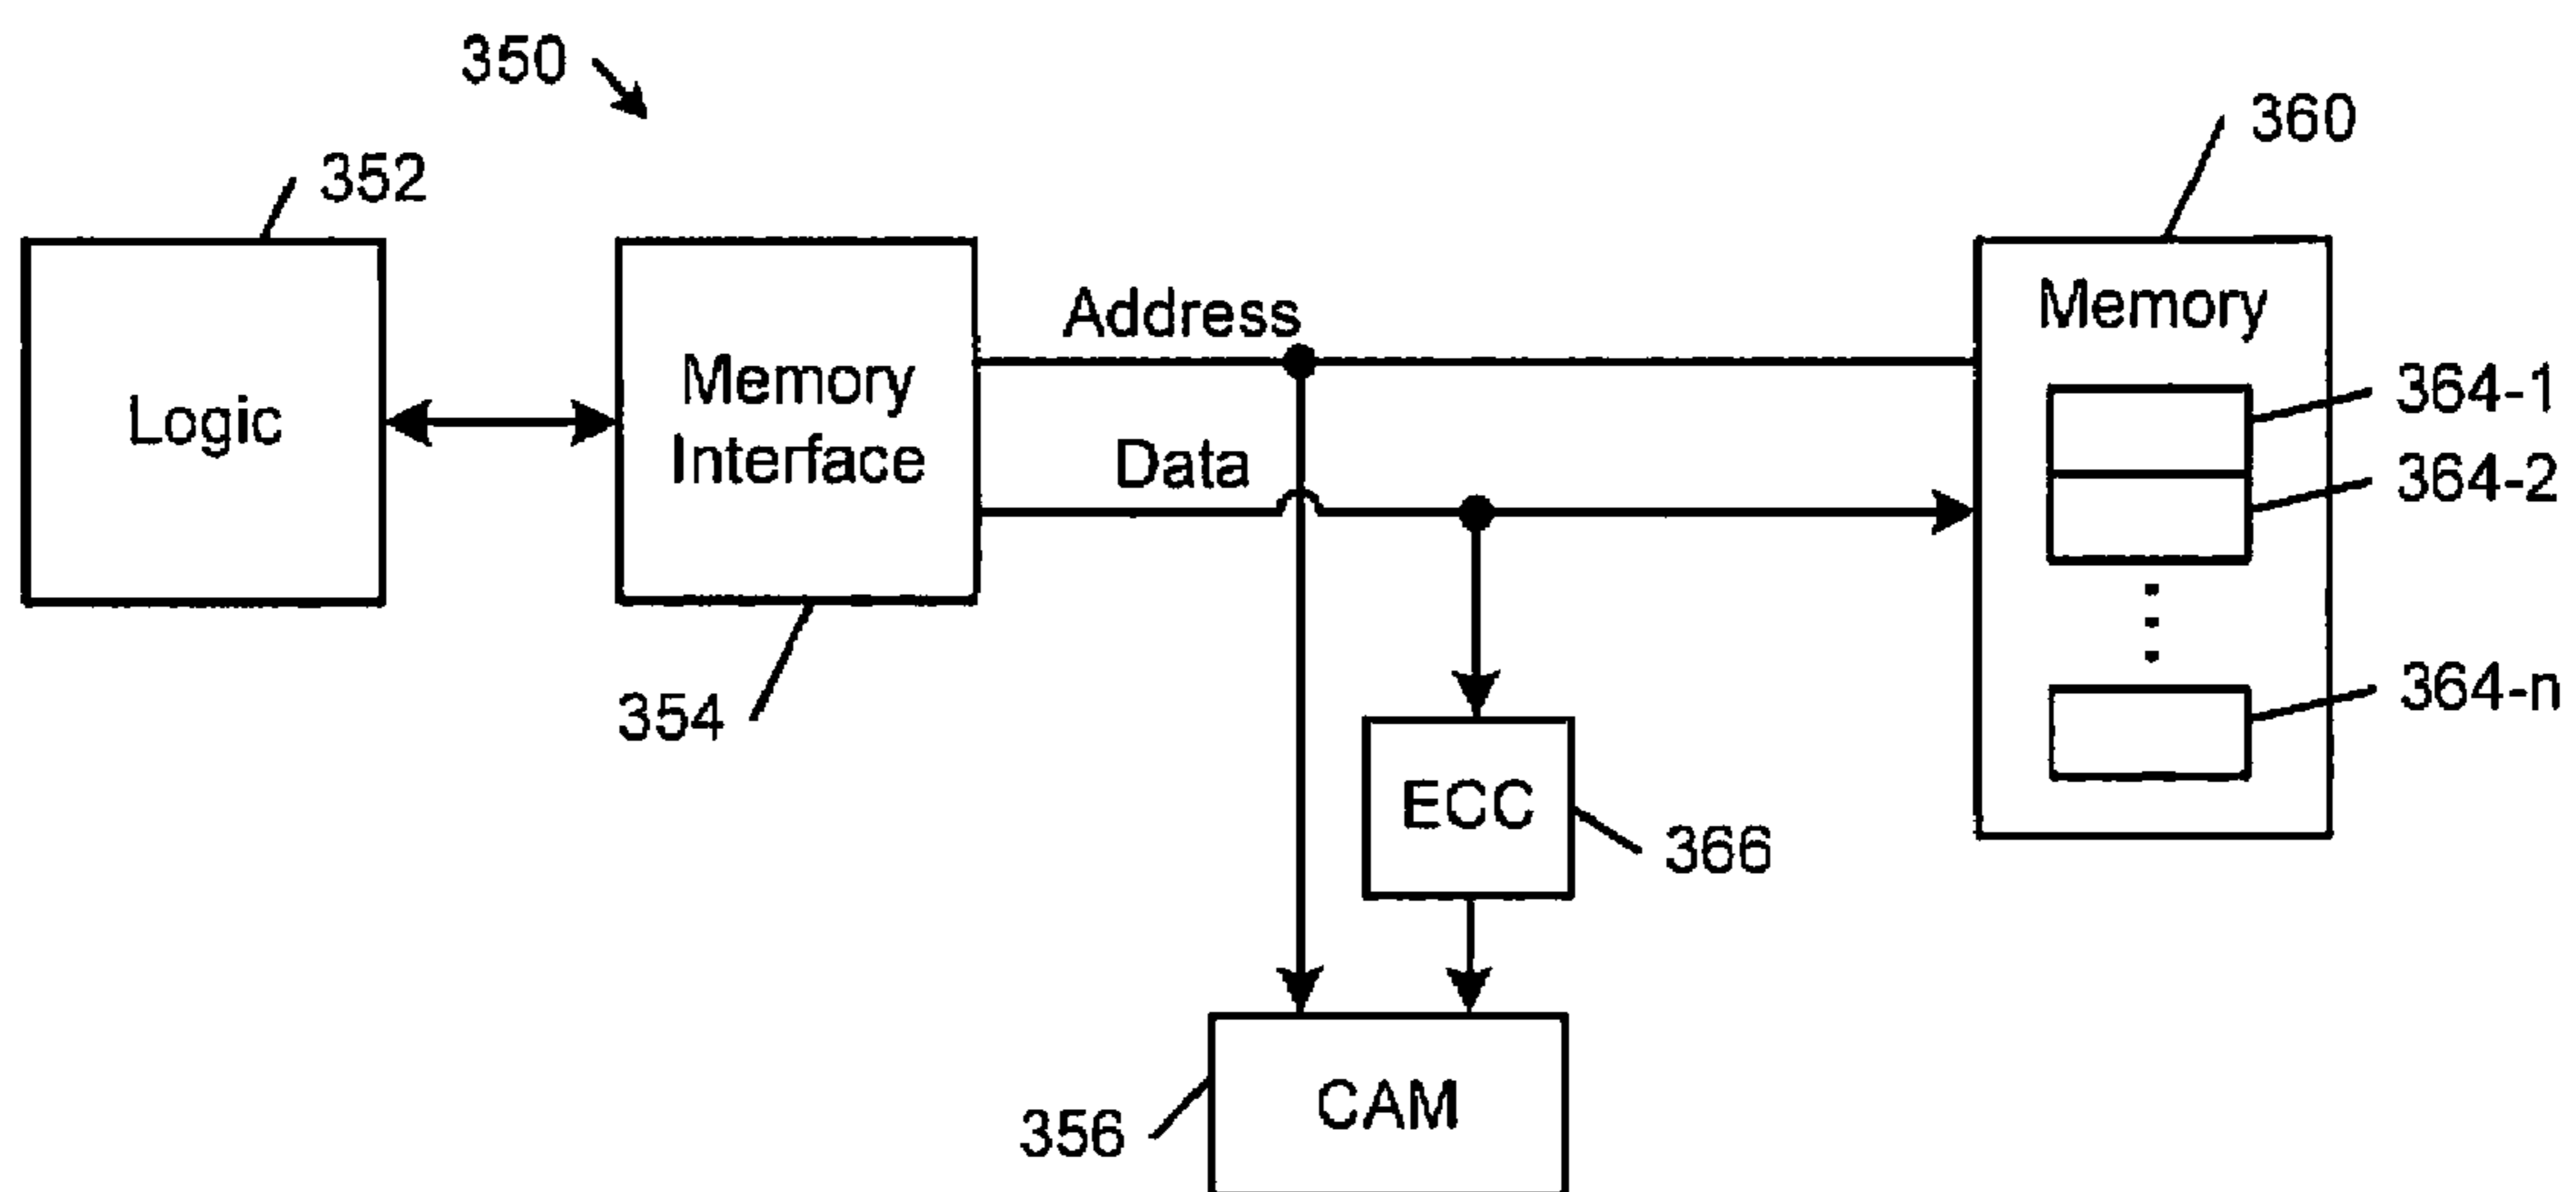 350
352
360
Logic
Memory
Interface
Address
Data
Memory
364-1
364-2
364-n
354
ECC
366
356
CAM